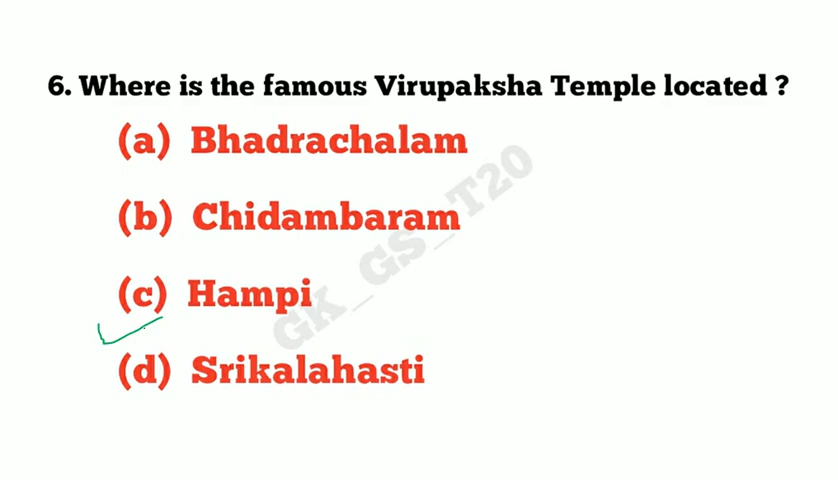 6. Where is the famous Virupaksha Temple located ?
(a) Bhadrachalam
(b) Chidambaram
(c) Hampi
(d) Srikalahasti
GK_GS_T20